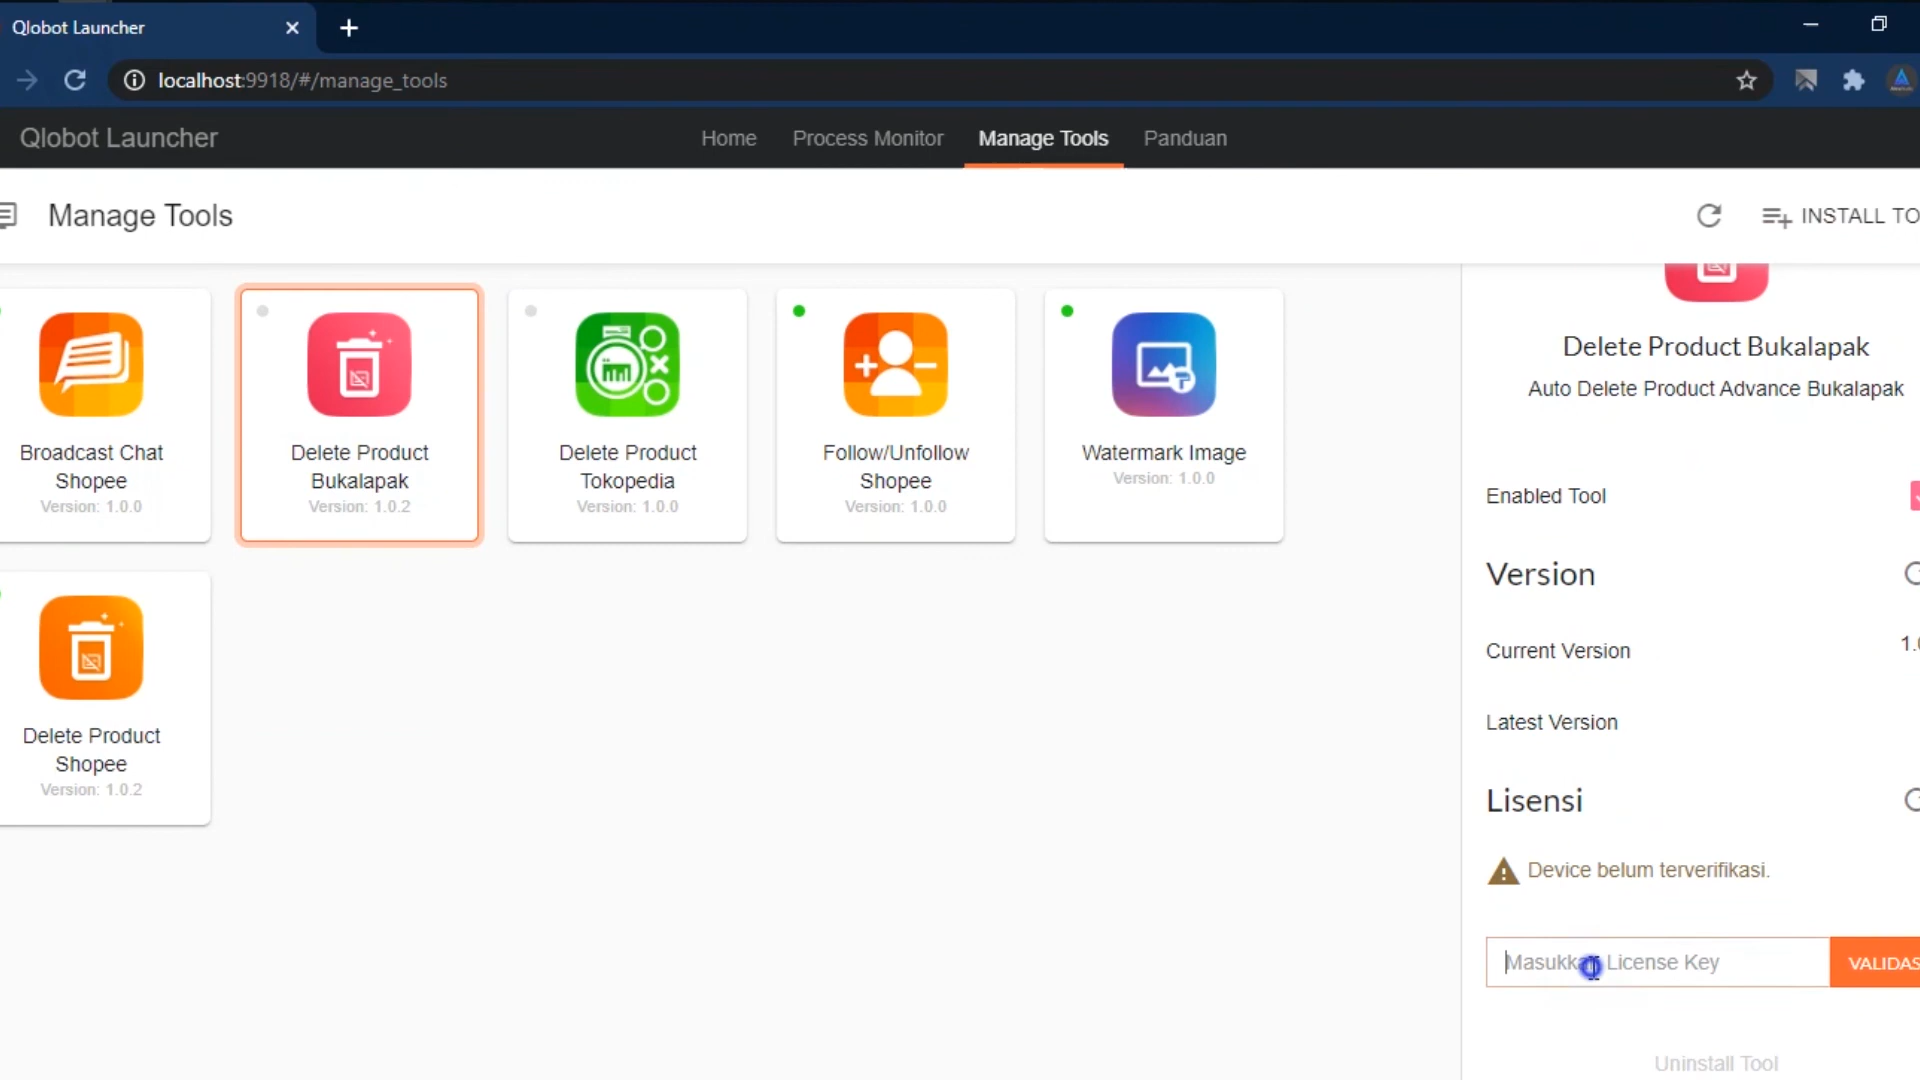 Qlobot Launcher
localhost:9918/#/manage_tools
Qlobot Launcher
Home
Process Monitor
Manage Tools
Panduan
Manage Tools
INSTALL TO
Broadcast Chat
Shopee
Version: 1.0.0
Delete Product
Bukalapak
Version: 1.0.2
Delete Product
Tokopedia
Version: 1.0.0
Follow/Unfollow
Shopee
Version: 1.0.0
Watermark Image
Version: 1.0.0
Delete Product
Shopee
Version: 1.0.2
Delete Product Bukalapak
Auto Delete Product Advance Bukalapak
Enabled Tool
Version
Current Version
1.0
Latest Version
Lisensi
Device belum terverifikasi.
Masukkan License Key
VALIDAS
Uninstall Tool